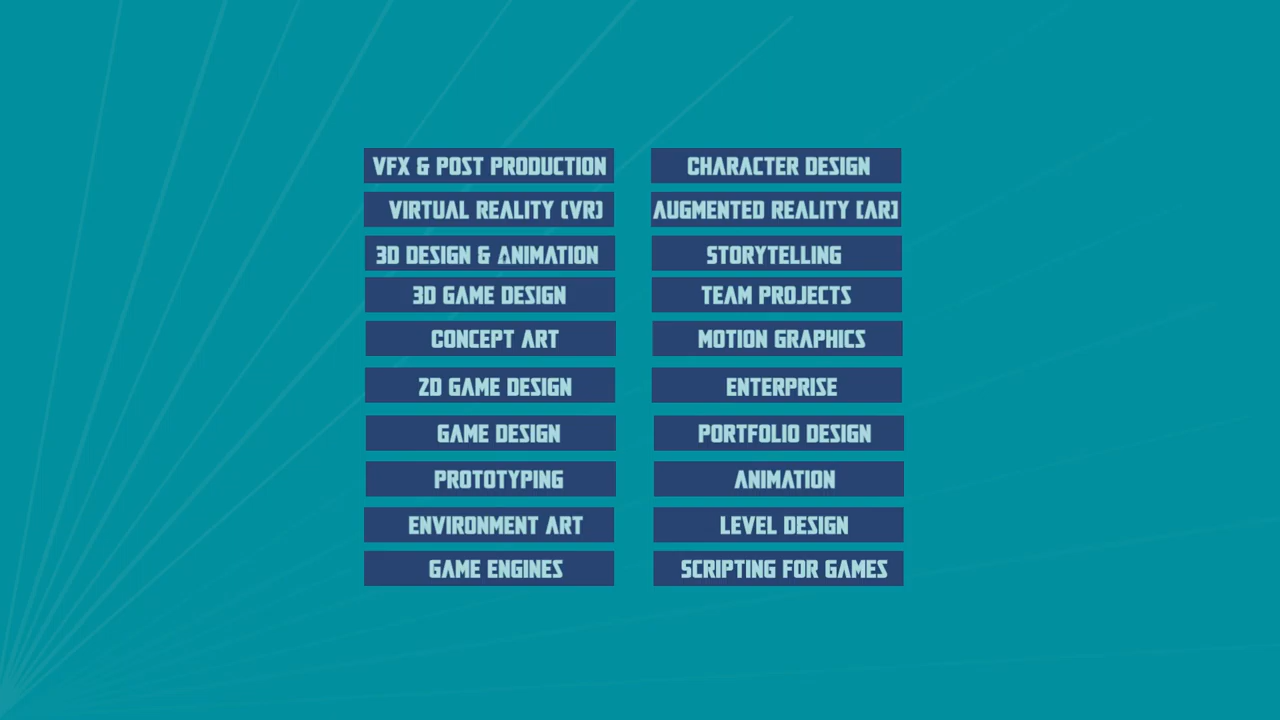 VFX & POST PRODUCTION
VIRTUAL REALITY (VR)
3D DESIGN & ANIMATION
3D GAME DESIGN
CONCEPT ART
2D GAME DESIGN
GAME DESIGN
PROTOTYPING
ENVIRONMENT ART
GAME ENGINES
CHARACTER DESIGN
AUGMENTED REALITY (AR)
STORYTELLING
TEAM PROJECTS
MOTION GRAPHICS
ENTERPRISE
PORTFOLIO DESIGN
ANIMATION
LEVEL DESIGN
SCRIPTING FOR GAMES